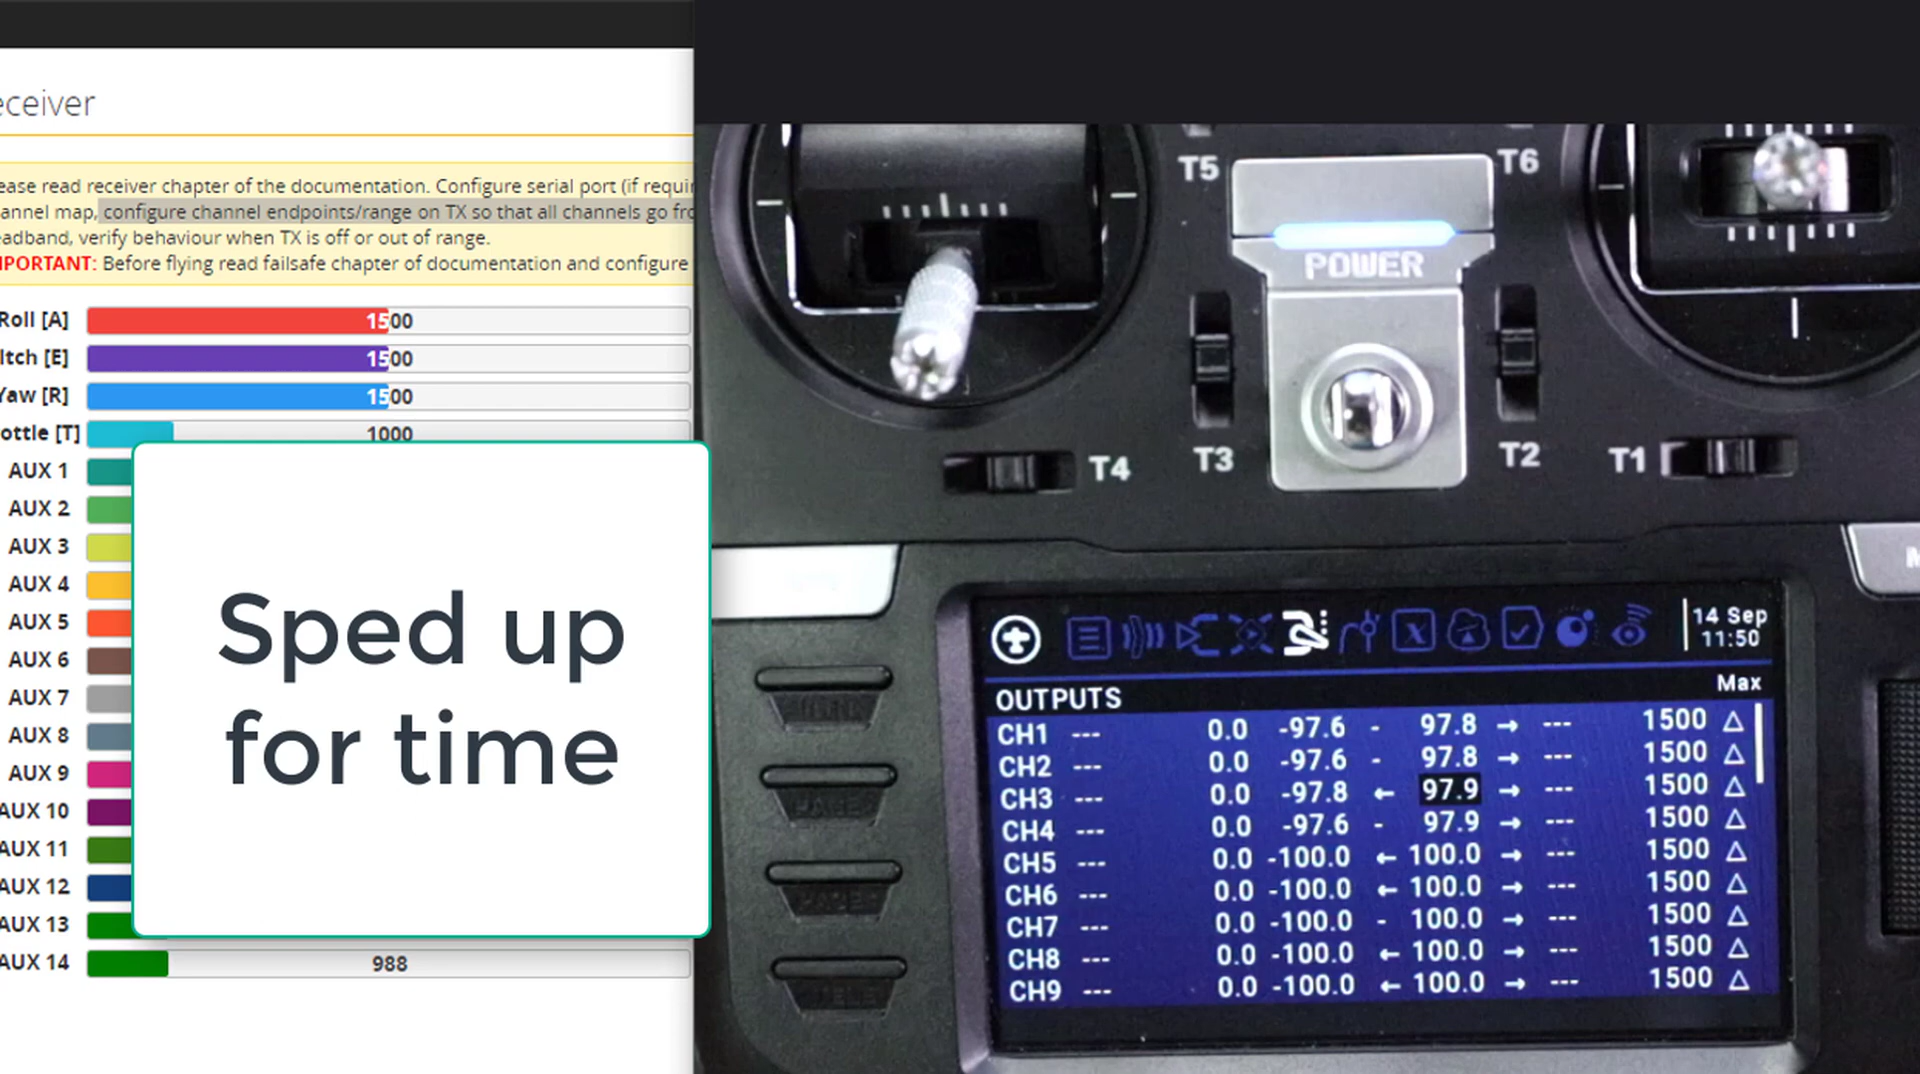 eceiver
ease read receiver chapter of the documentation. Configure serial port (if requi
annel map, configure channel endpoints/range on TX so that all channels go fro
eadband, verify behaviour when TX is off or out of range.
MPORTANT: Before flying read failsafe chapter of documentation and configure
Roll [A] 1500
itch [E] 1500
Yaw [R] 1500
ottle [T] 1000
AUX 1
AUX 2
AUX 3
AUX 4
AUX 5
AUX 6
AUX 7
AUX 8
AUX 9
AUX 10
AUX 11
AUX 12
AUX 13
AUX 14 988
Sped up
for time
T5
T6
POWER
T4
T3
T2
T1
14 Sep
11:50
OUTPUTS Max
CH1 --- 0.0 -97.6 - 97.8 → --- 1500 △
CH2 --- 0.0 -97.6 - 97.8 → --- 1500 △
CH3 --- 0.0 -97.8 ← 97.9 → --- 1500 △
CH4 --- 0.0 -97.6 - 97.9 → --- 1500 △
CH5 --- 0.0 -100.0 ← 100.0 → --- 1500 △
CH6 --- 0.0 -100.0 ← 100.0 → --- 1500 △
CH7 --- 0.0 -100.0 - 100.0 → --- 1500 △
CH8 --- 0.0 -100.0 ← 100.0 → --- 1500 △
CH9 --- 0.0 -100.0 ← 100.0 → --- 1500 △